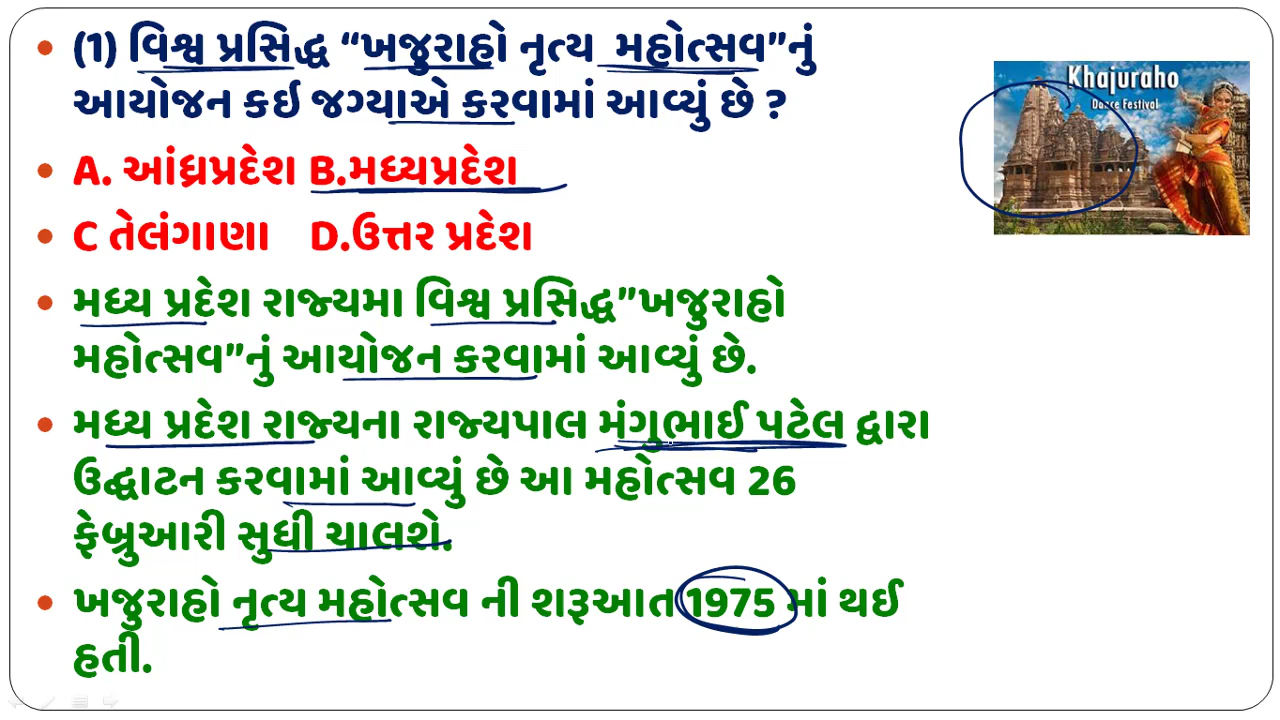 (1) વિશ્વ પ્રસિદ્ધ “ખજુરાહો નૃત્ય મહોત્સવ”નું
આયોજન કઇ જગ્યાએ કરવામાં આવ્યું છે ?
Khajuraho
Dance Festival
A. આંધ્રપ્રદેશ B.મધ્યપ્રદેશ
C તેલંગાણા D.ઉત્તર પ્રદેશ
મધ્ય પ્રદેશ રાજ્યમા વિશ્વ પ્રસિદ્ધ”ખજુરાહો
મહોત્સવ”નું આયોજન કરવામાં આવ્યું છે.
મધ્ય પ્રદેશ રાજ્યના રાજ્યપાલ મંગુભાઈ પટેલ દ્વારા
ઉદ્ઘાટન કરવામાં આવ્યું છે આ મહોત્સવ 26
ફેબ્રુઆરી સુધી ચાલશે.
ખજુરાહો નૃત્ય મહોત્સવ ની શરૂઆત 1975 માં થઈ
હતી.